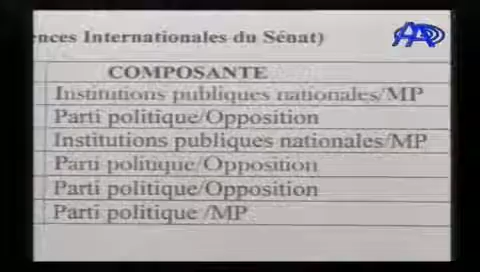 ences Internationales du Sénat)
COMPOSANTE
Institutions publiques nationales/MP
Parti politique/Opposition
Institutions publiques nationales/MP
Parti politique/Opposition
Parti politique/Opposition
Parti politique /MP